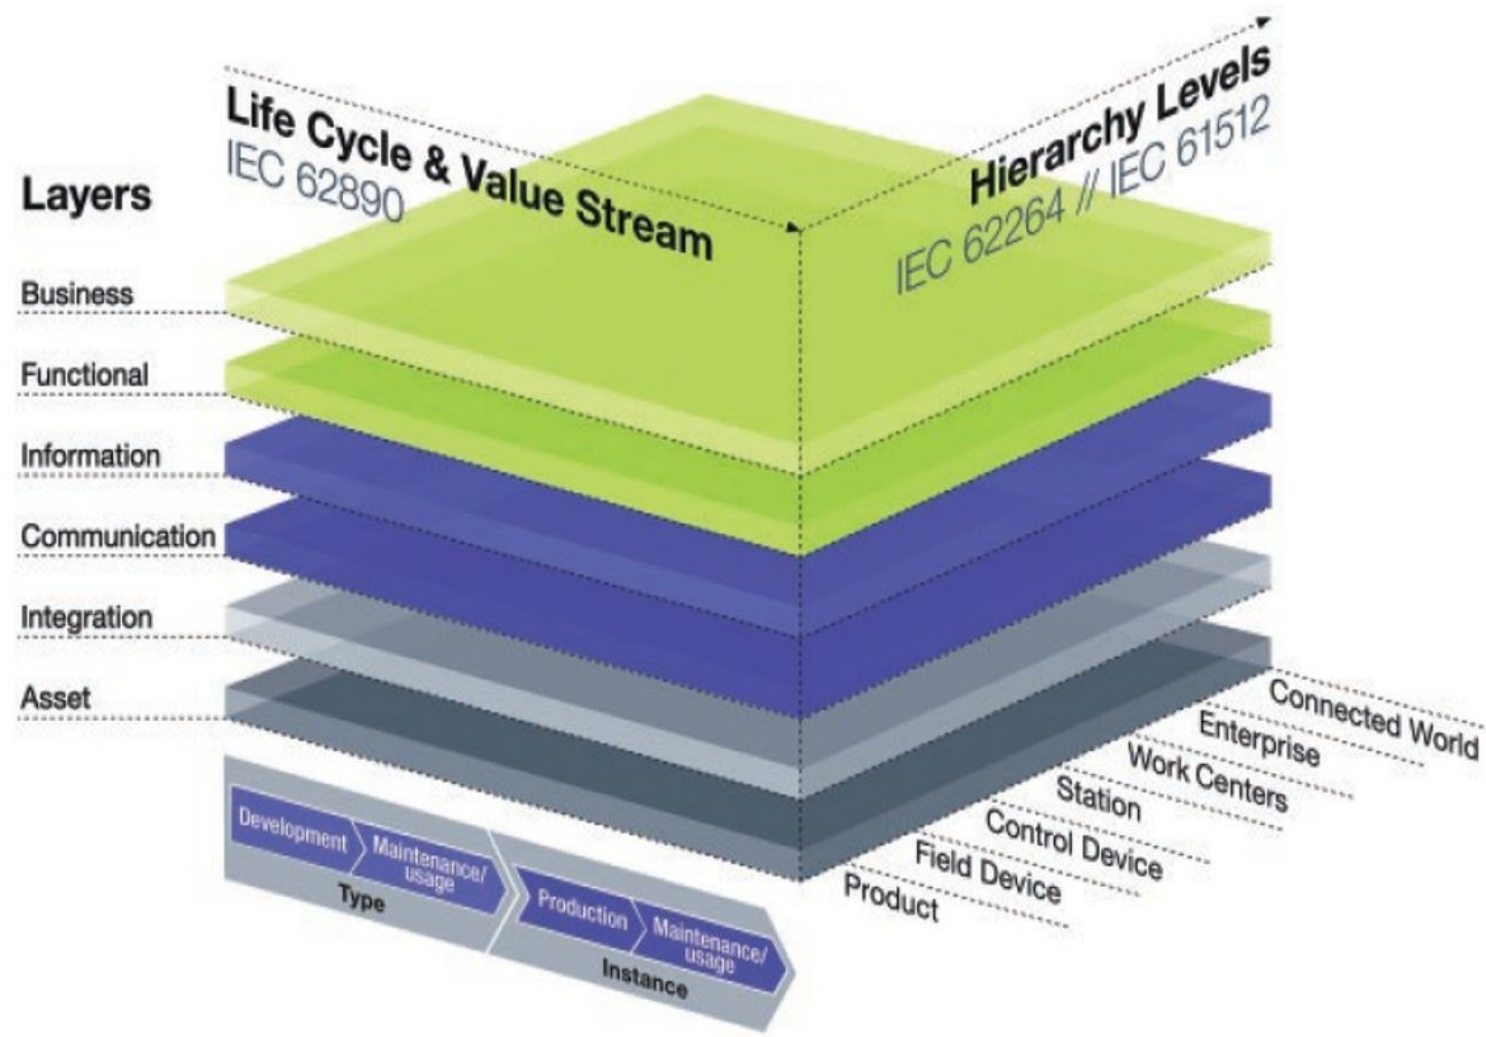 Life Cycle & Value Stream
IEC 62890
Hierarchy Levels
IEC 62264 // IEC 61512
Layers
Business
Functional
Information
Communication
Integration
Asset
Development
Maintenance/
usage
Type
Production
Maintenance/
usage
Instance
Connected World
Enterprise
Work Centers
Station
Control Device
Field Device
Product